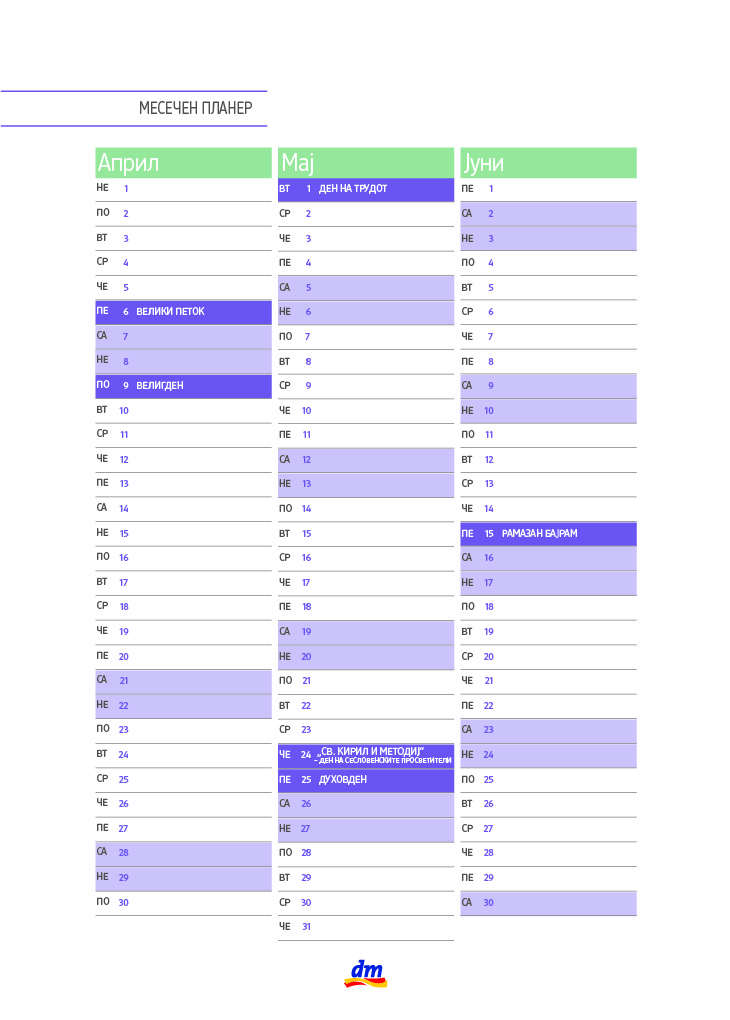 МЕСЕЧЕН ПЛАНЕР
Април
НЕ 1
ПО 2
ВТ 3
СР 4
ЧЕ 5
ПЕ 6 ВЕЛИКИ ПЕТОК
СА 7
НЕ 8
ПО 9 ВЕЛИГДЕН
ВТ 10
СР 11
ЧЕ 12
ПЕ 13
СА 14
НЕ 15
ПО 16
ВТ 17
СР 18
ЧЕ 19
ПЕ 20
СА 21
НЕ 22
ПО 23
ВТ 24
СР 25
ЧЕ 26
ПЕ 27
СА 28
НЕ 29
ПО 30
Мај
ВТ 1 ДЕН НА ТРУДОТ
СР 2
ЧЕ 3
ПЕ 4
СА 5
НЕ 6
ПО 7
ВТ 8
СР 9
ЧЕ 10
ПЕ 11
СА 12
НЕ 13
ПО 14
ВТ 15
СР 16
ЧЕ 17
ПЕ 18
СА 19
НЕ 20
ПО 21
ВТ 22
СР 23
ЧЕ 24 „СВ. КИРИЛ И МЕТОДИЈ“
– ДЕН НА СЕСЛОВЕНСКИТЕ ПРОСВЕТИТЕЛИ
ПЕ 25 ДУХОВДЕН
СА 26
НЕ 27
ПО 28
ВТ 29
СР 30
ЧЕ 31
Јуни
ПЕ 1
СА 2
НЕ 3
ПО 4
ВТ 5
СР 6
ЧЕ 7
ПЕ 8
СА 9
НЕ 10
ПО 11
ВТ 12
СР 13
ЧЕ 14
ПЕ 15 РАМАЗАН БАЈРАМ
СА 16
НЕ 17
ПО 18
ВТ 19
СР 20
ЧЕ 21
ПЕ 22
СА 23
НЕ 24
ПО 25
ВТ 26
СР 27
ЧЕ 28
ПЕ 29
СА 30
dm